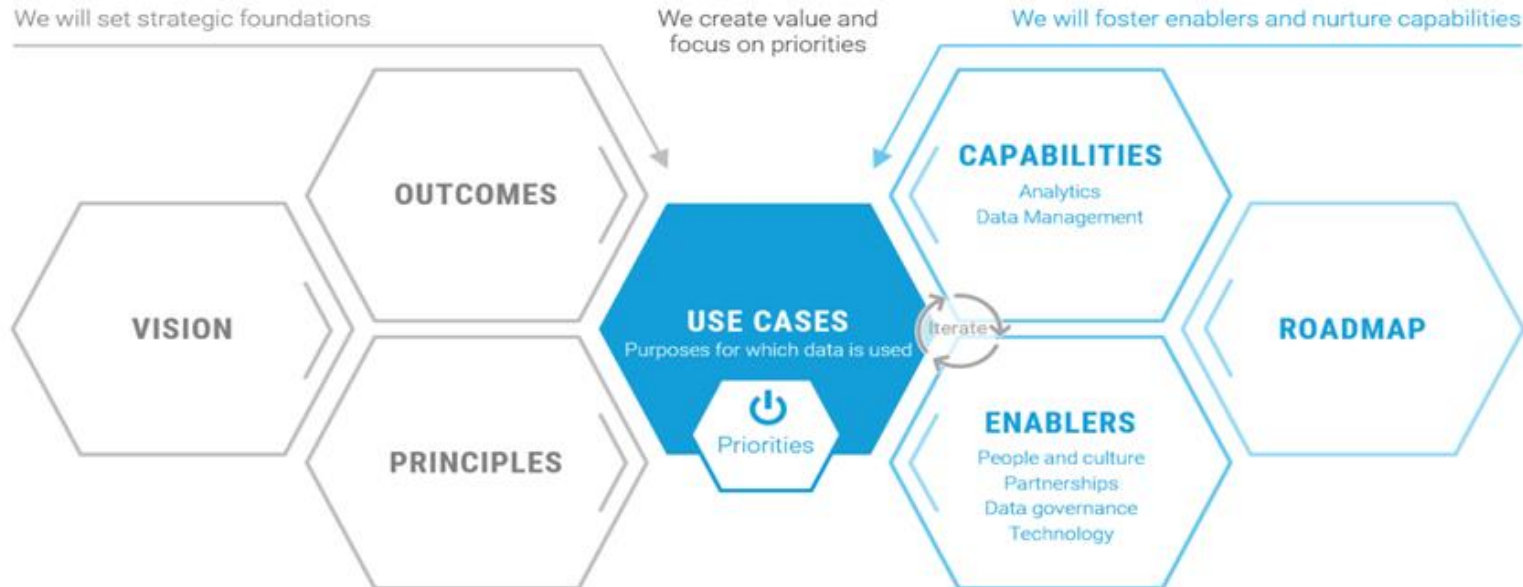 We will set strategic foundations
We create value and
focus on priorities
We will foster enablers and nurture capabilities
VISION
OUTCOMES
PRINCIPLES
USE CASES
Purposes for which data is used
Priorities
Iterate
CAPABILITIES
Analytics
Data Management
ENABLERS
People and culture
Partnerships
Data governance
Technology
ROADMAP